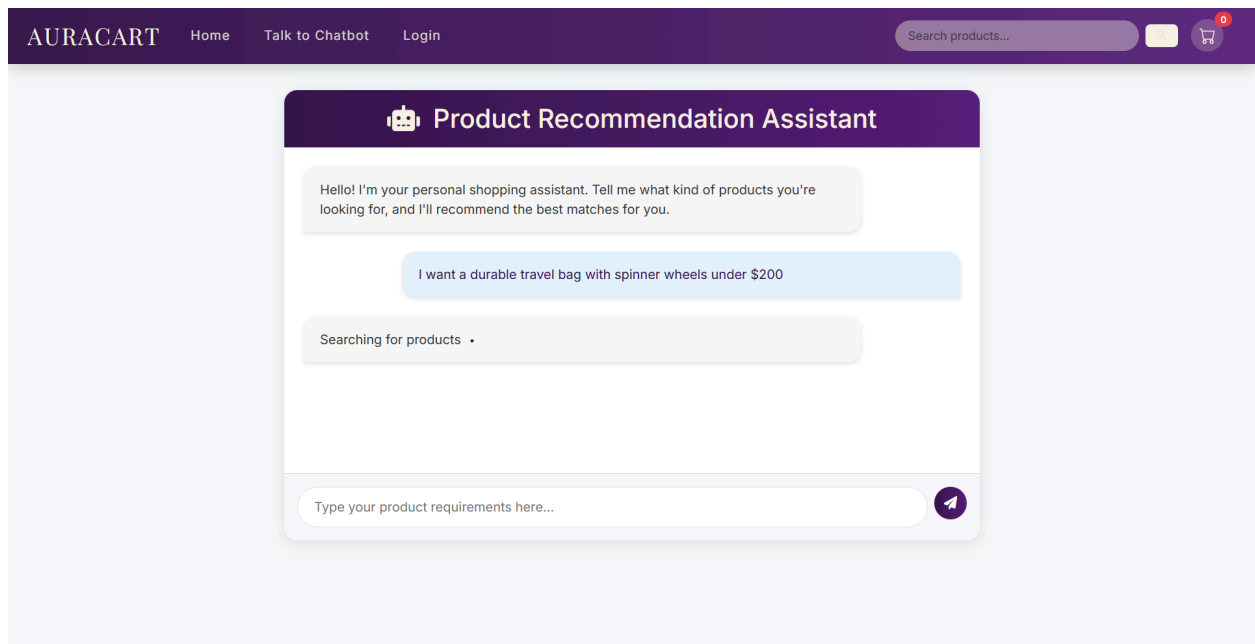 AURACART
Home
Talk to Chatbot
Login
Search products...
0
Product Recommendation Assistant
Hello! I'm your personal shopping assistant. Tell me what kind of products you're
looking for, and I'll recommend the best matches for you.
I want a durable travel bag with spinner wheels under $200
Searching for products •
Type your product requirements here...